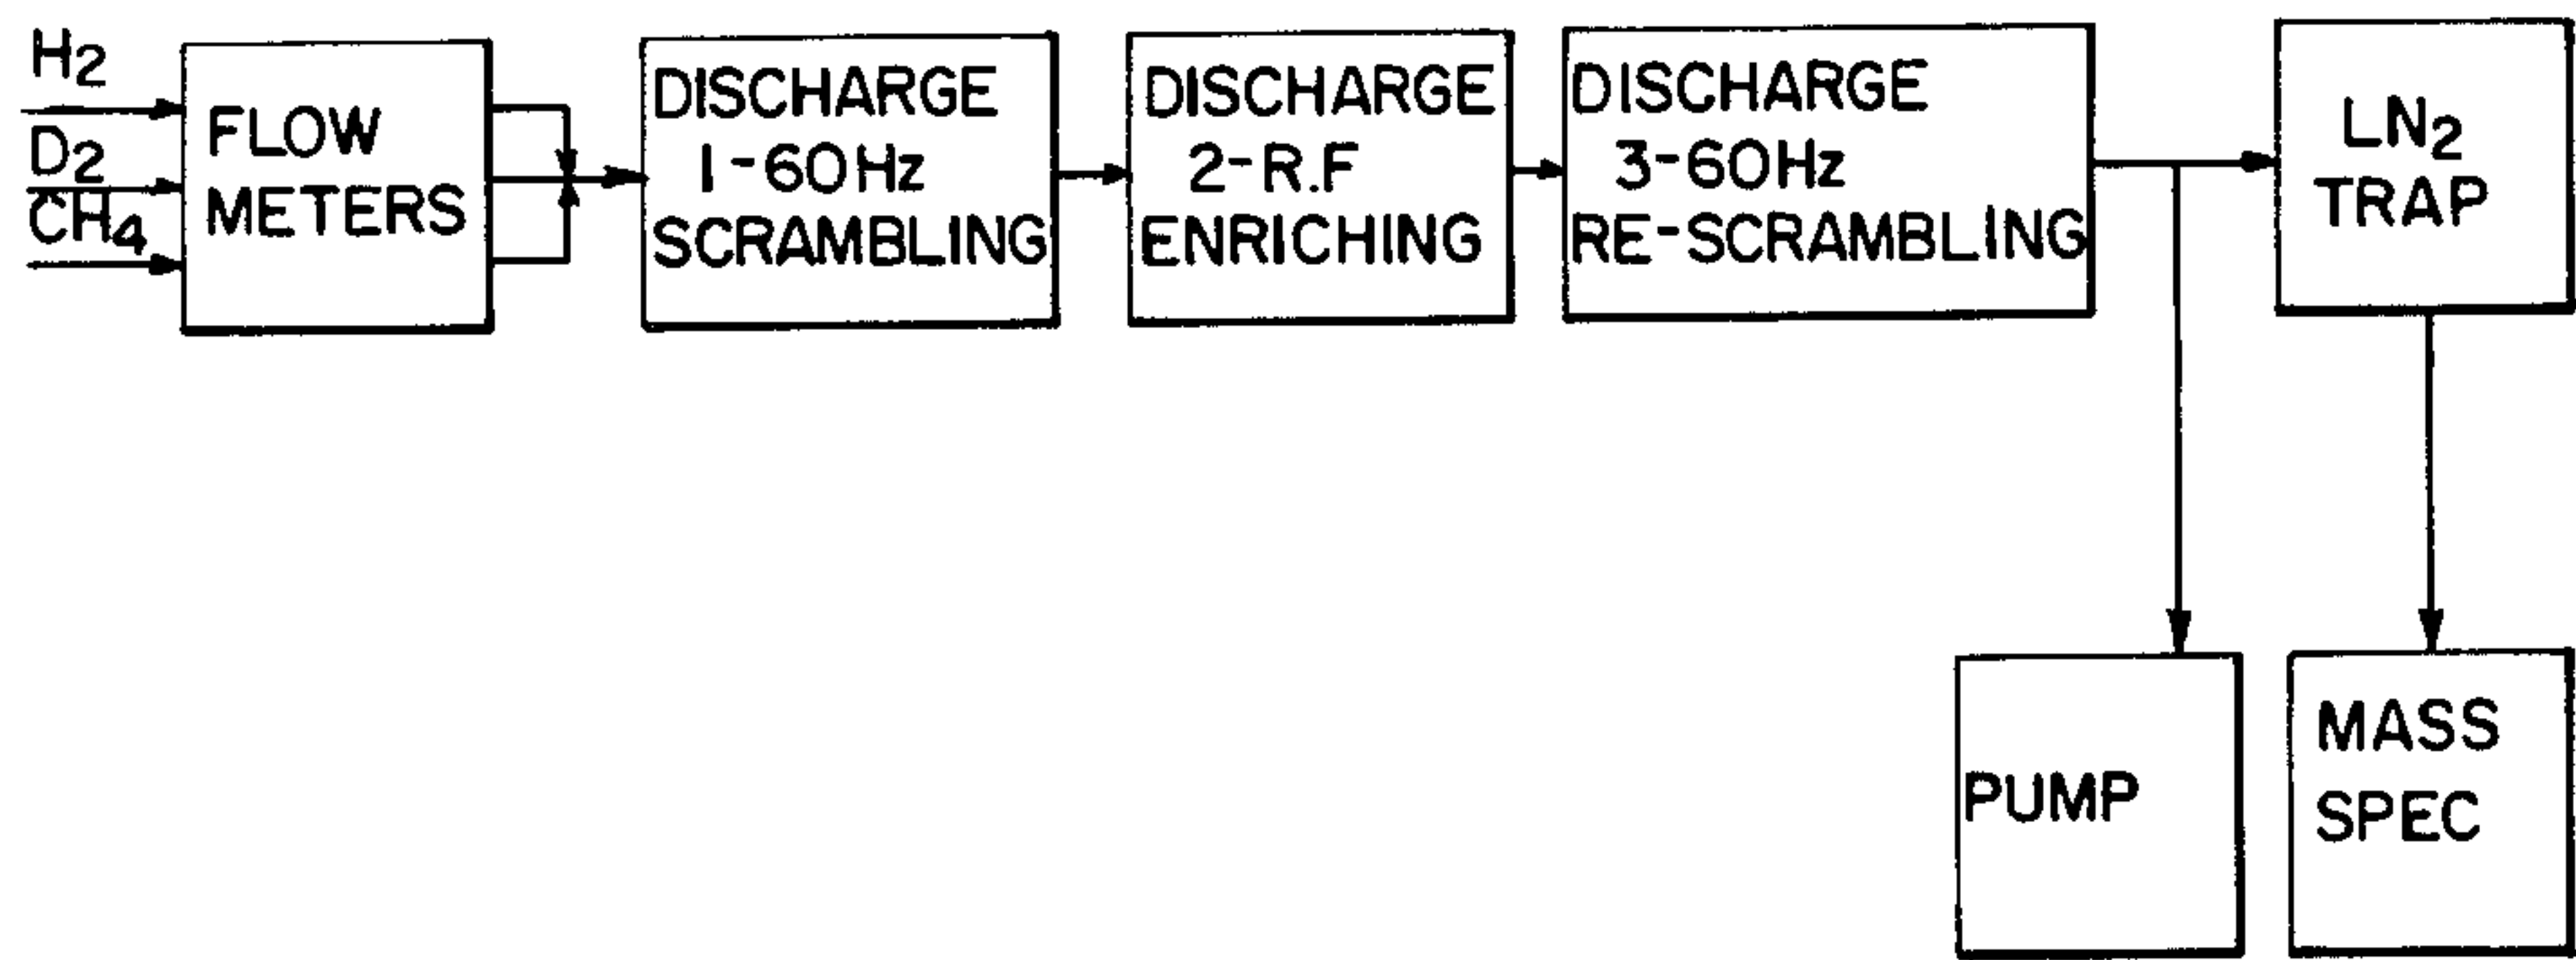 H2
D2
CH4
FLOW
METERS
DISCHARGE
1-60Hz
SCRAMBLING
DISCHARGE
2-R.F
ENRICHING
DISCHARGE
3-60Hz
RE-SCRAMBLING
LN2
TRAP
PUMP
MASS
SPEC